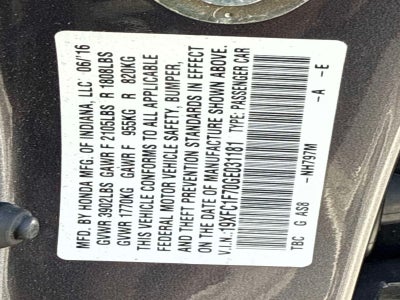 MFD. BY HONDA MFG. OF INDIANA, LLC 06/'16
GVWR 3902LBS GAWR F 2105LBS R 1808LBS
GVWR 1770KG GAWR F 955KG R 820KG
THIS VEHICLE CONFORMS TO ALL APPLICABLE
FEDERAL MOTOR VEHICLE SAFETY, BUMPER,
AND THEFT PREVENTION STANDARDS IN EFFECT
ON THE DATE OF MANUFACTURE SHOWN ABOVE.
V.I.N.:19XFC1F70GE031181 TYPE: PASSENGER CAR
TBC G AS8 -NH797M -A -E